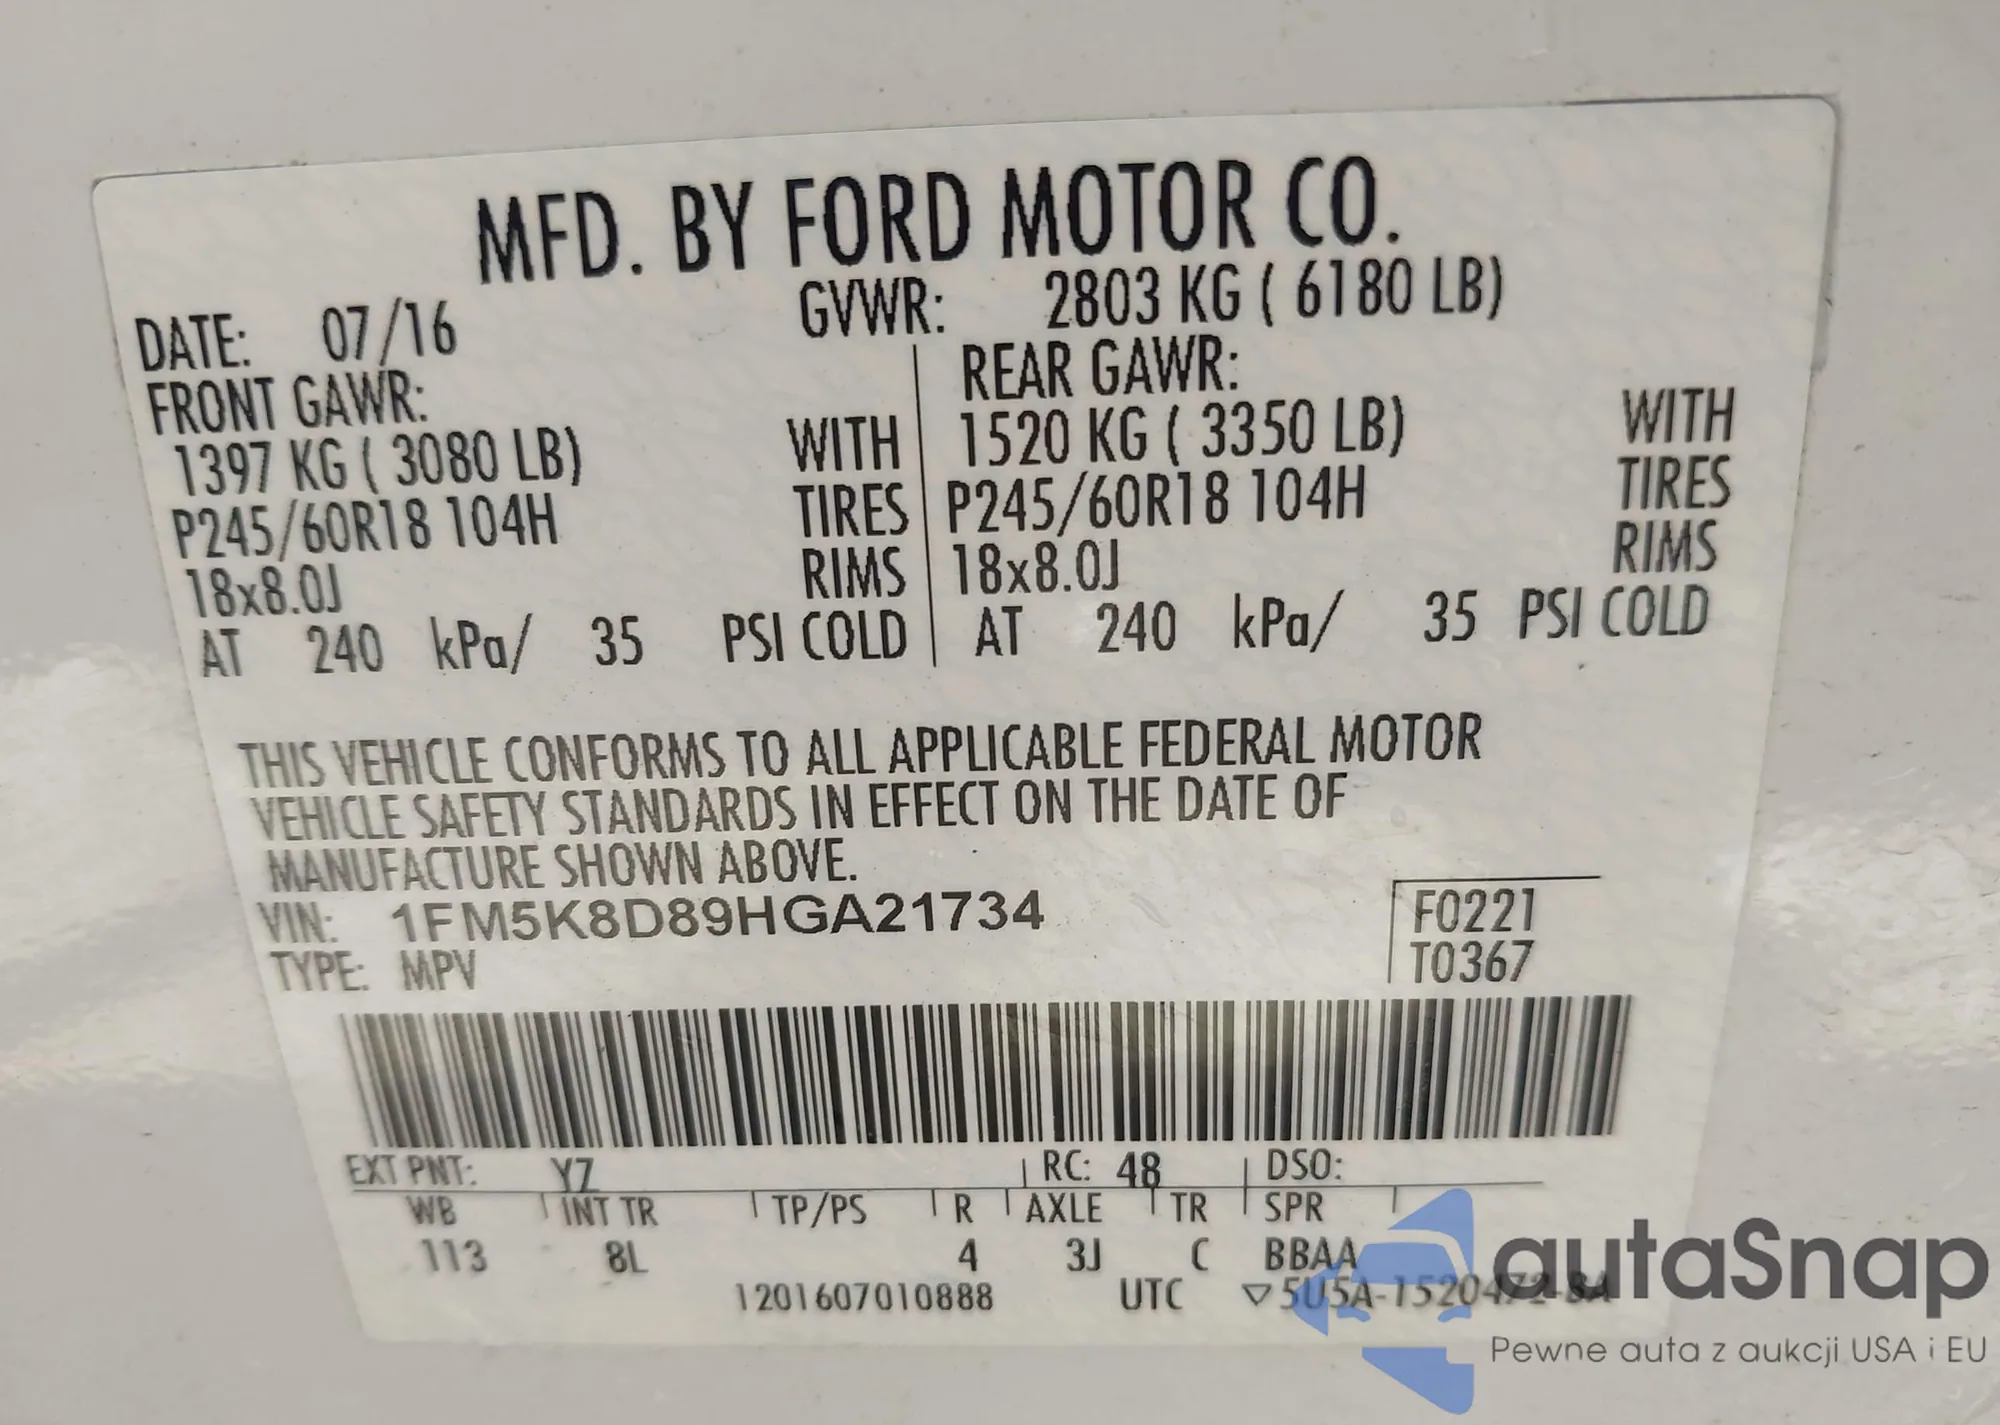 MFD. BY FORD MOTOR CO.
DATE: 07/16 GVWR: 2803 KG ( 6180 LB)
FRONT GAWR: REAR GAWR:
1397 KG ( 3080 LB) WITH 1520 KG ( 3350 LB) WITH
P245/60R18 104H TIRES P245/60R18 104H TIRES
18x8.0J RIMS 18x8.0J RIMS
AT 240 kPa/ 35 PSI COLD AT 240 kPa/ 35 PSI COLD
THIS VEHICLE CONFORMS TO ALL APPLICABLE FEDERAL MOTOR
VEHICLE SAFETY STANDARDS IN EFFECT ON THE DATE OF
MANUFACTURE SHOWN ABOVE.
VIN: 1FM5K8D89HGA21734 F0221
TYPE: MPV T0367
EXT PNT: YZ RC: 48 DSO:
WB INT TR TP/PS R AXLE TR SPR
113 8L 4 3J C BBAA
1201607010888 UTC ▽5U5A-1520472-BA
autaSnap
Pewne auta z aukcji USA i EU